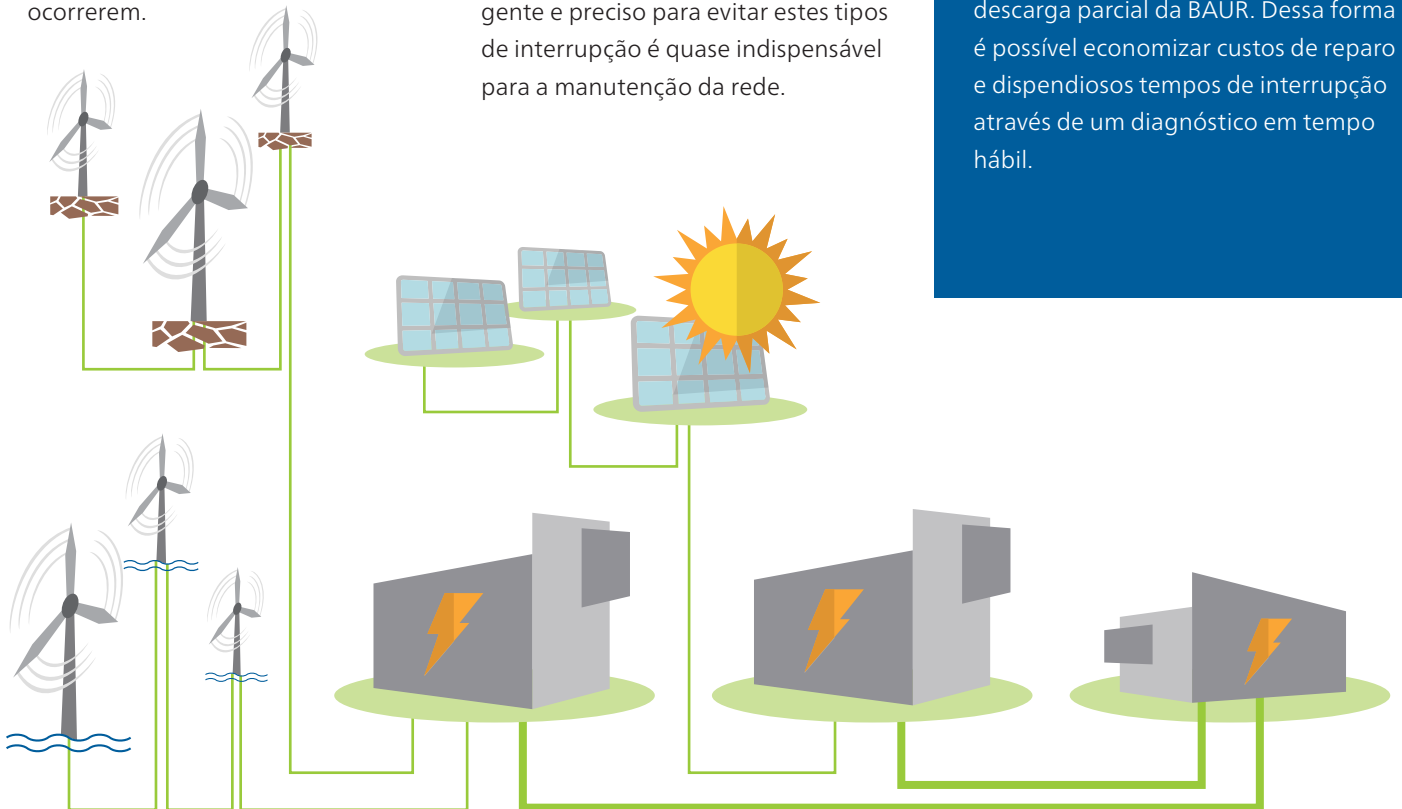 ocorrerem.
gente e preciso para evitar estes tipos
de interrupção é quase indispensável
para a manutenção da rede.
descarga parcial da BAUR. Dessa forma
é possível economizar custos de reparo
e dispendiosos tempos de interrupção
através de um diagnóstico em tempo
hábil.